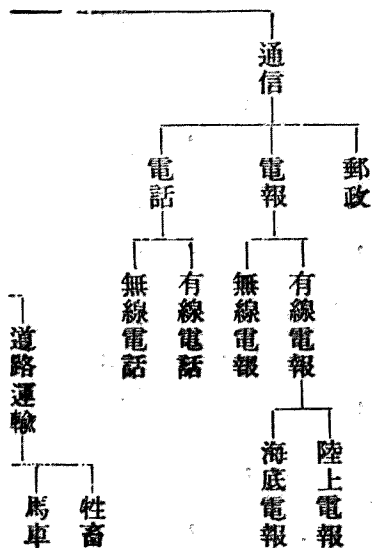 通信
郵政
電報
電話
有線電報
無線電報
有線電話
無線電話
陸上電報
海底電報
道路運輸
牲畜
馬車